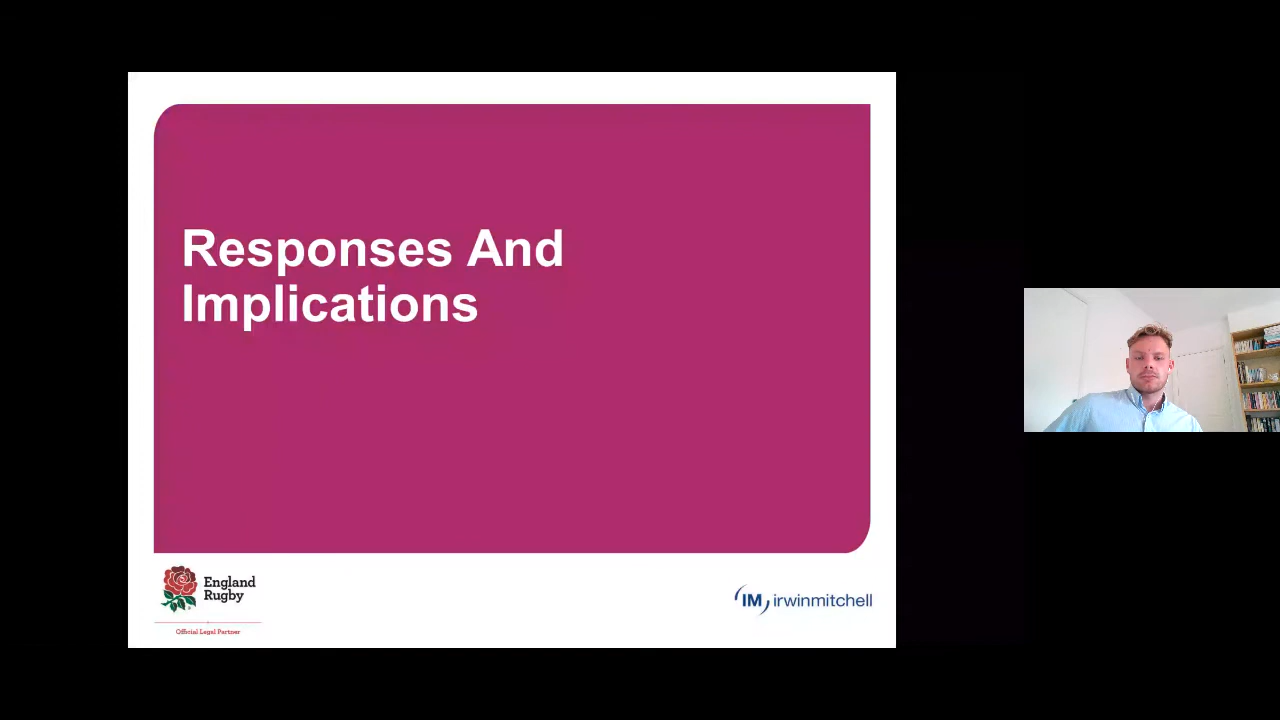 Responses And
Implications
England
Rugby
Official Legal Partner
IM irwinmitchell